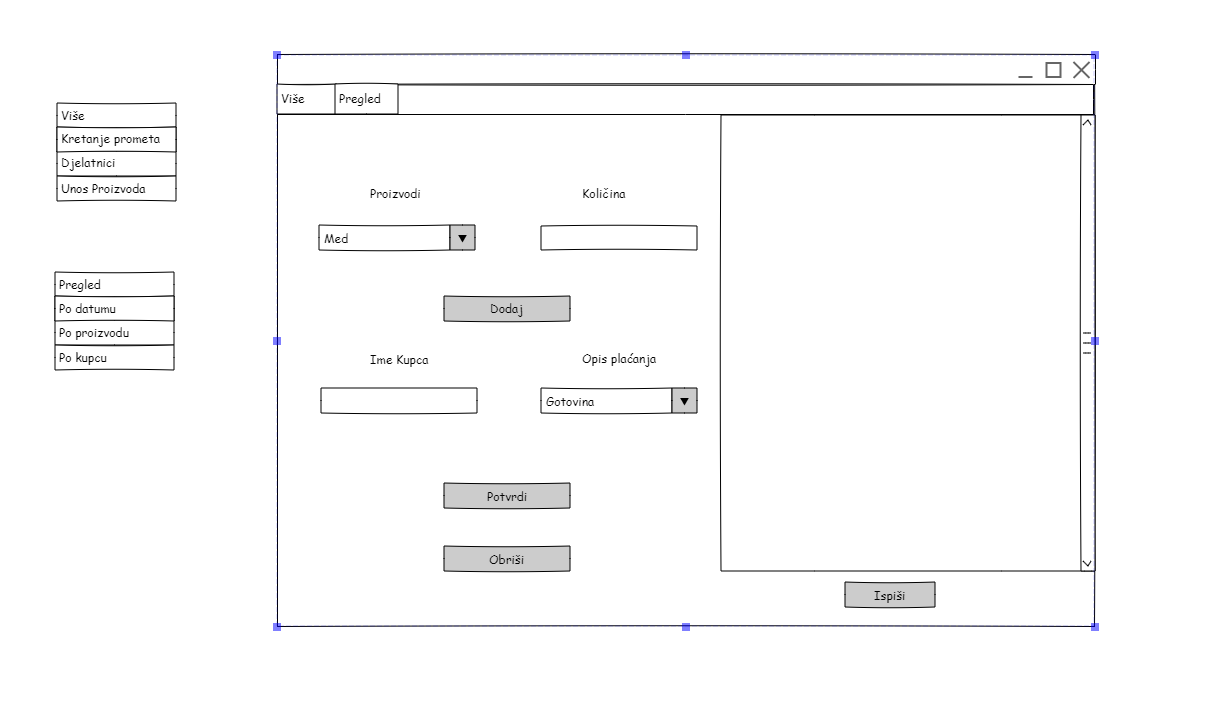 Više
Pregled
Više
Kretanje prometa
Djelatnici
Unos Proizvoda
Pregled
Po datumu
Po proizvodu
Po kupcu
Proizvodi
Količina
Med
Dodaj
Ime Kupca
Opis plaćanja
Gotovina
Potvrdi
Obriši
Ispiši